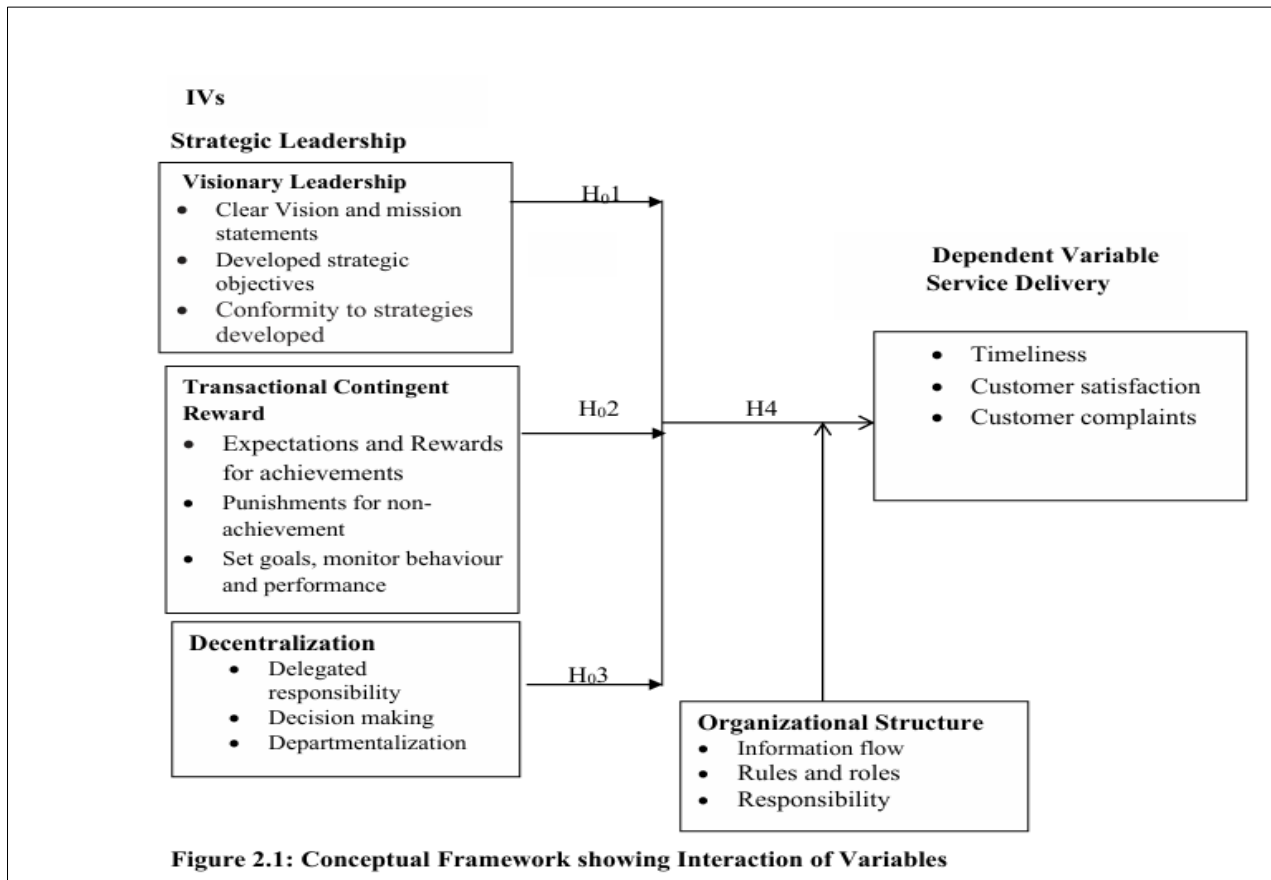 IVs
Strategic Leadership
Visionary Leadership
• Clear Vision and mission
statements
• Developed strategic
objectives
• Conformity to strategies
developed
H₀1
Transactional Contingent
Reward
• Expectations and Rewards
for achievements
• Punishments for non-
achievement
• Set goals, monitor behaviour
and performance
H₀2
Decentralization
• Delegated
responsibility
• Decision making
• Departmentalization
H₀3
H4
Dependent Variable
Service Delivery
• Timeliness
• Customer satisfaction
• Customer complaints
Organizational Structure
• Information flow
• Rules and roles
• Responsibility
Figure 2.1: Conceptual Framework showing Interaction of Variables